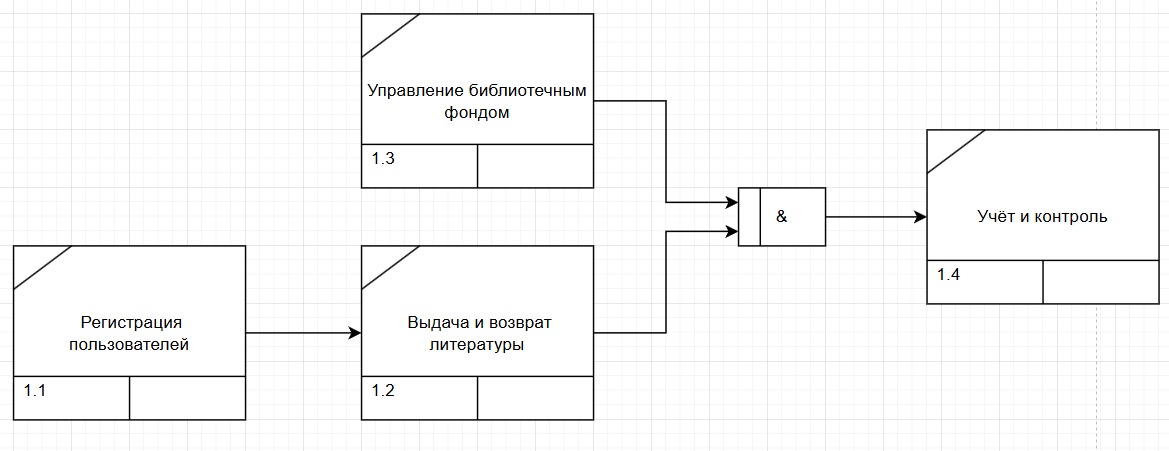 Управление библиотечным
фондом
1.3
&
Учёт и контроль
1.4
Регистрация
пользователей
1.1
Выдача и возврат
литературы
1.2